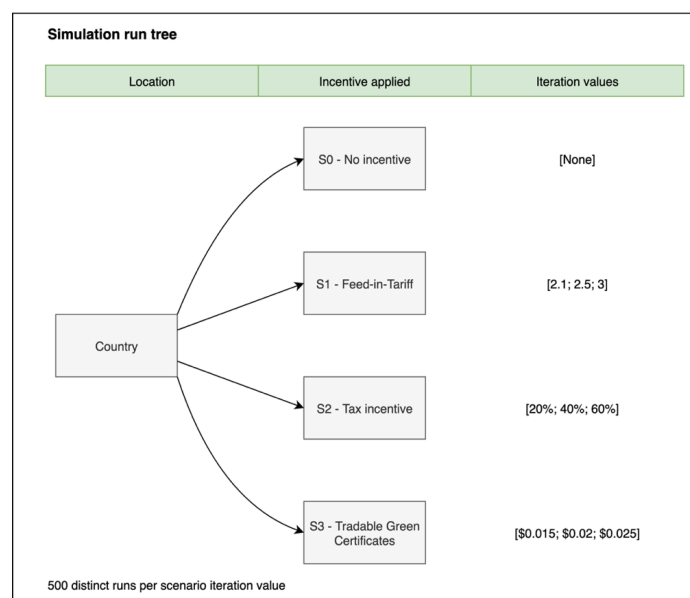 Simulation run tree
Location Incentive applied Iteration values
S0 - No incentive [None]
S1 - Feed-in-Tariff [2.1; 2.5; 3]
Country
S2 - Tax incentive [20%; 40%; 60%]
S3 - Tradable Green
Certificates
[$0.015; $0.02; $0.025]
500 distinct runs per scenario iteration value